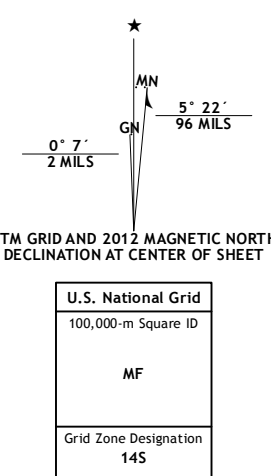 ★
MN
GN
5° 22´
96 MILS
0° 7´
2 MILS
TM GRID AND 2012 MAGNETIC NORTH
DECLINATION AT CENTER OF SHEET
U.S. National Grid
100,000-m Square ID
MF
Grid Zone Designation
14S